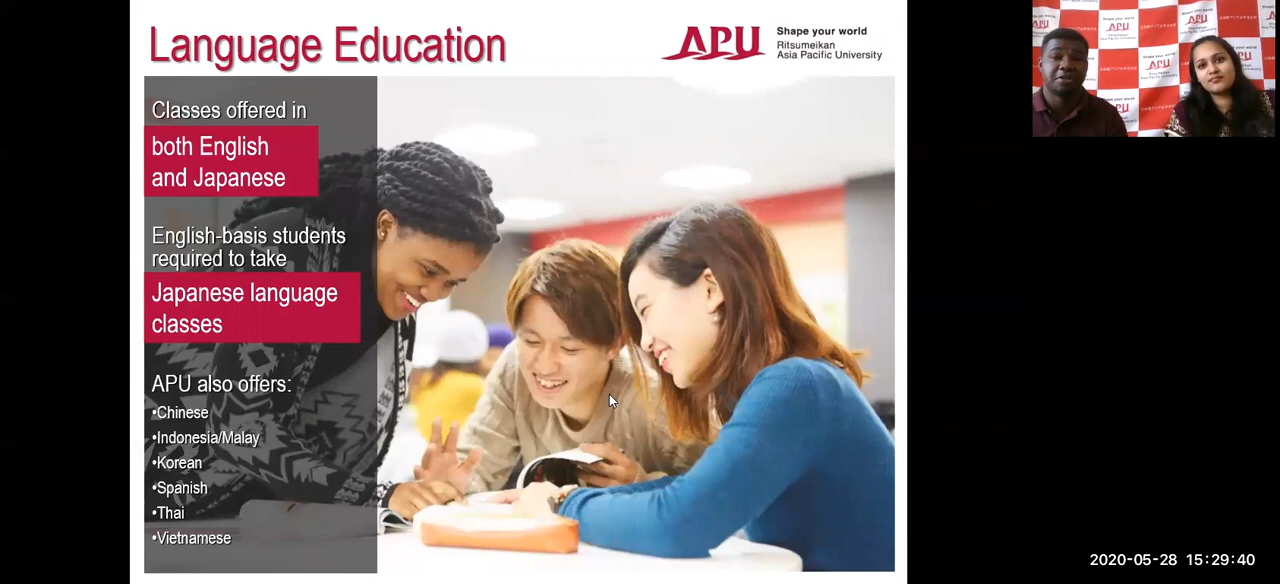 Language Education
APU
Shape your world
Ritsumeikan
Asia Pacific University
Classes offered in
both English
and Japanese
English-basis students
required to take
Japanese language
classes
APU also offers:
•Chinese
•Indonesia/Malay
•Korean
•Spanish
•Thai
•Vietnamese
2020-05-28 15:29:40